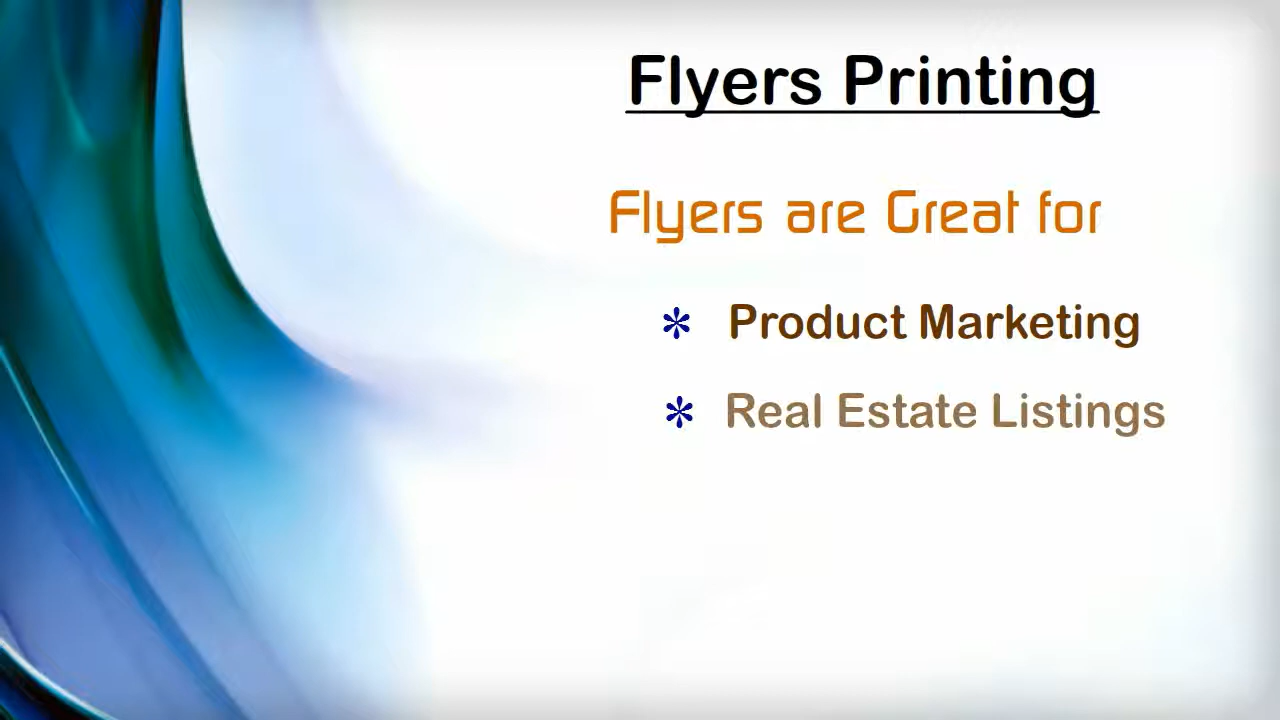 Flyers Printing
Flyers are Great for
* Product Marketing
* Real Estate Listings